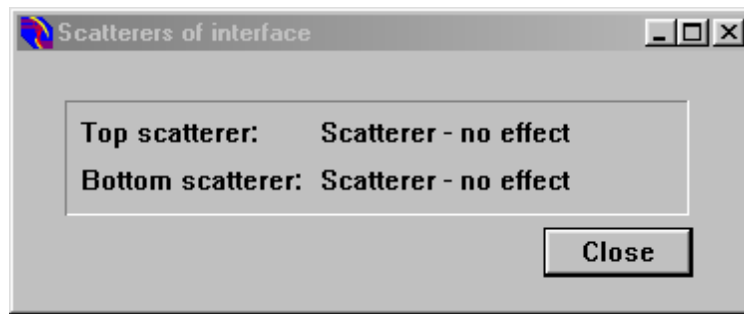 Scatterers of interface
Top scatterer: Scatterer - no effect
Bottom scatterer: Scatterer - no effect
Close